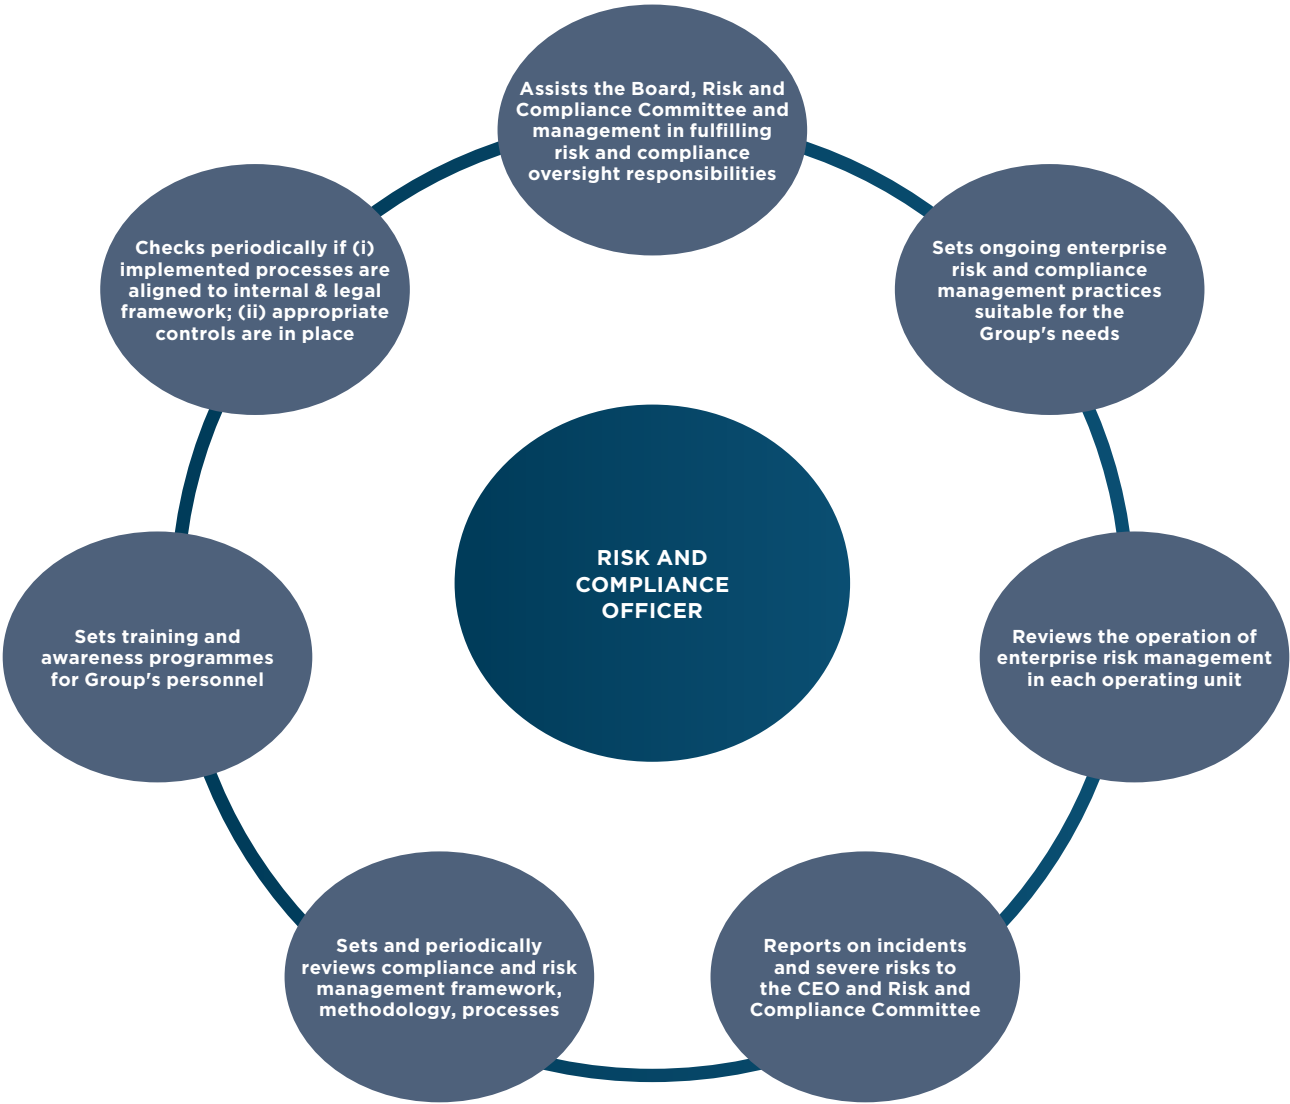 Assists the Board, Risk and
Compliance Committee and
management in fulfilling
risk and compliance
oversight responsibilities
Sets ongoing enterprise
risk and compliance
management practices
suitable for the
Group's needs
Reviews the operation of
enterprise risk management
in each operating unit
Reports on incidents
and severe risks to
the CEO and Risk and
Compliance Committee
Sets and periodically
reviews compliance and risk
management framework,
methodology, processes
Sets training and
awareness programmes
for Group's personnel
Checks periodically if (i)
implemented processes are
aligned to internal & legal
framework; (ii) appropriate
controls are in place
RISK AND
COMPLIANCE
OFFICER